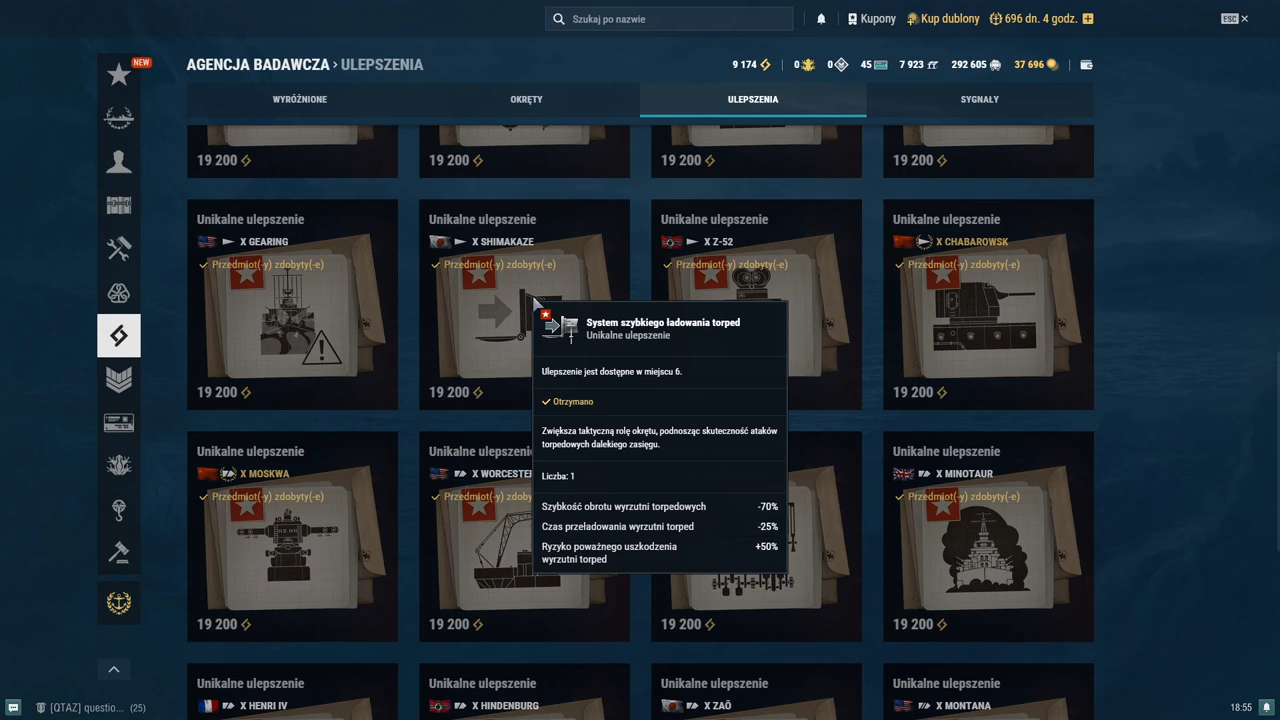 Szukaj po nazwie
Kupony
Kup dublony
696 dn. 4 godz.
ESC
NEW
AGENCJA BADAWCZA › ULEPSZENIA
9 174
0
0
45
7 923
292 605
37 696
WYRÓŻNIONE
OKRĘTY
ULEPSZENIA
SYGNAŁY
19 200
19 200
19 200
19 200
Unikalne ulepszenie
X GEARING
Przedmiot(-y) zdobyty(-e)
19 200
Unikalne ulepszenie
X SHIMAKAZE
Przedmiot(-y) zdobyty(-e)
19 200
Unikalne ulepszenie
X Z-52
Przedmiot(-y) zdobyty(-e)
Unikalne ulepszenie
X CHABAROWSK
Przedmiot(-y) zdobyty(-e)
19 200
System szybkiego ładowania torped
Unikalne ulepszenie
Ulepszenie jest dostępne w miejscu 6.
Otrzymano
Zwiększa taktyczną rolę okrętu, podnosząc skuteczność ataków
torpedowych dalekiego zasięgu.
Liczba: 1
Szybkość obrotu wyrzutni torpedowych -70%
Czas przeładowania wyrzutni torped -25%
Ryzyko poważnego uszkodzenia +50%
wyrzutni torped
Unikalne ulepszenie
X MOSKWA
Przedmiot(-y) zdobyty(-e)
19 200
Unikalne ulepszenie
X WORCESTER
Przedmiot(-y)
19 200
19 200
Unikalne ulepszenie
X MINOTAUR
Przedmiot(-y) zdobyty(-e)
19 200
Unikalne ulepszenie
X HENRI IV
Unikalne ulepszenie
X HINDENBURG
Unikalne ulepszenie
X ZAŌ
Unikalne ulepszenie
X MONTANA
[QTAZ] questio... (25)
18:55